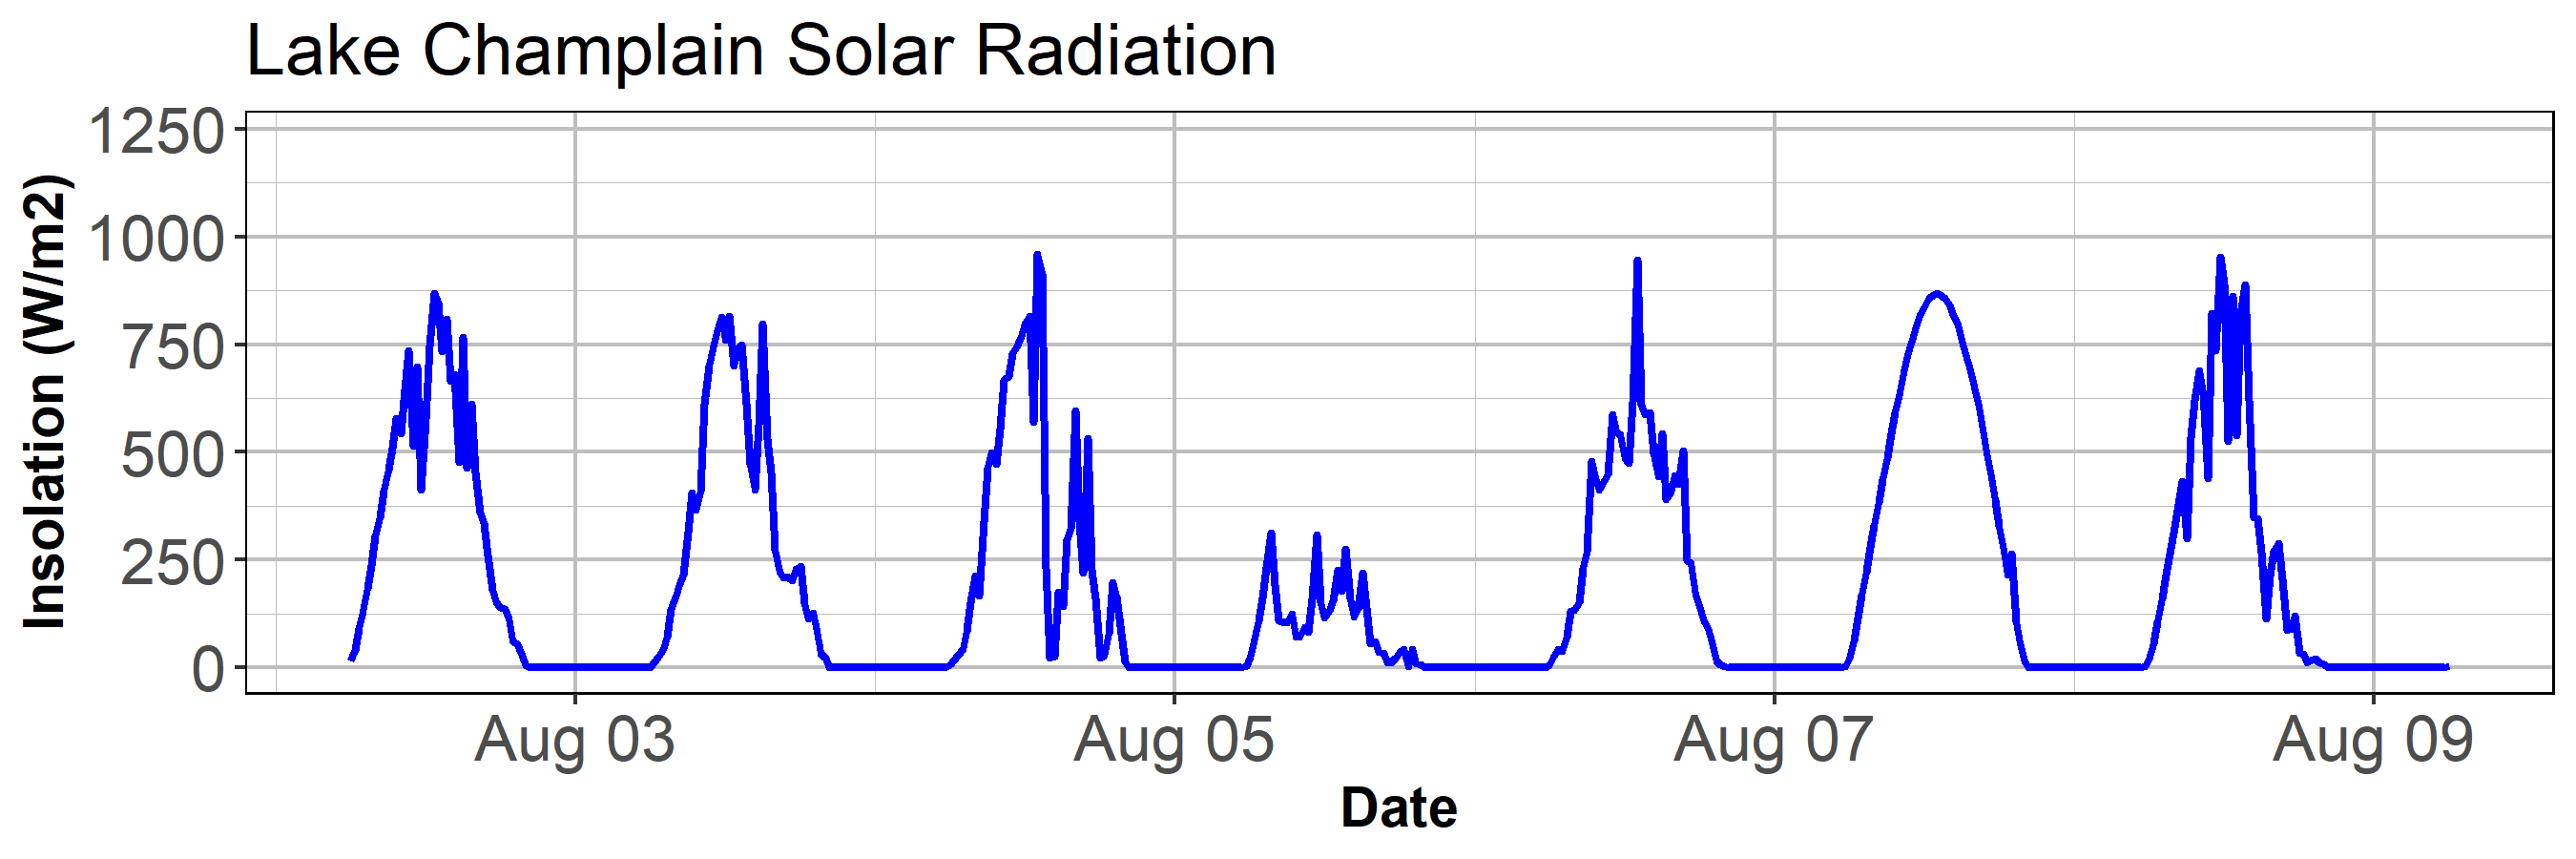 Lake Champlain Solar Radiation
1250
1000
750
500
250
0
Insolation (W/m2)
Aug 03 Aug 05 Aug 07 Aug 09
Date